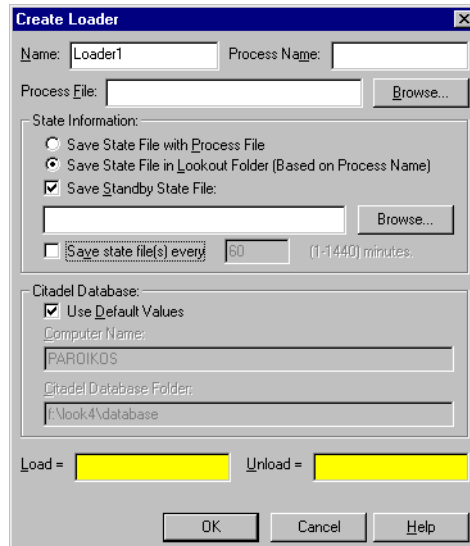 Create Loader
Name: Loader1 Process Name:
Process File: Browse...
State Information:
Save State File with Process File
Save State File in Lookout Folder (Based on Process Name)
Save Standby State File:
Browse...
Save state file(s) every 60 (1-1440) minutes.
Citadel Database:
Use Default Values
Computer Name:
PAROIKOS
Citadel Database Folder:
f:\look4\database
Load = Unload =
OK Cancel Help